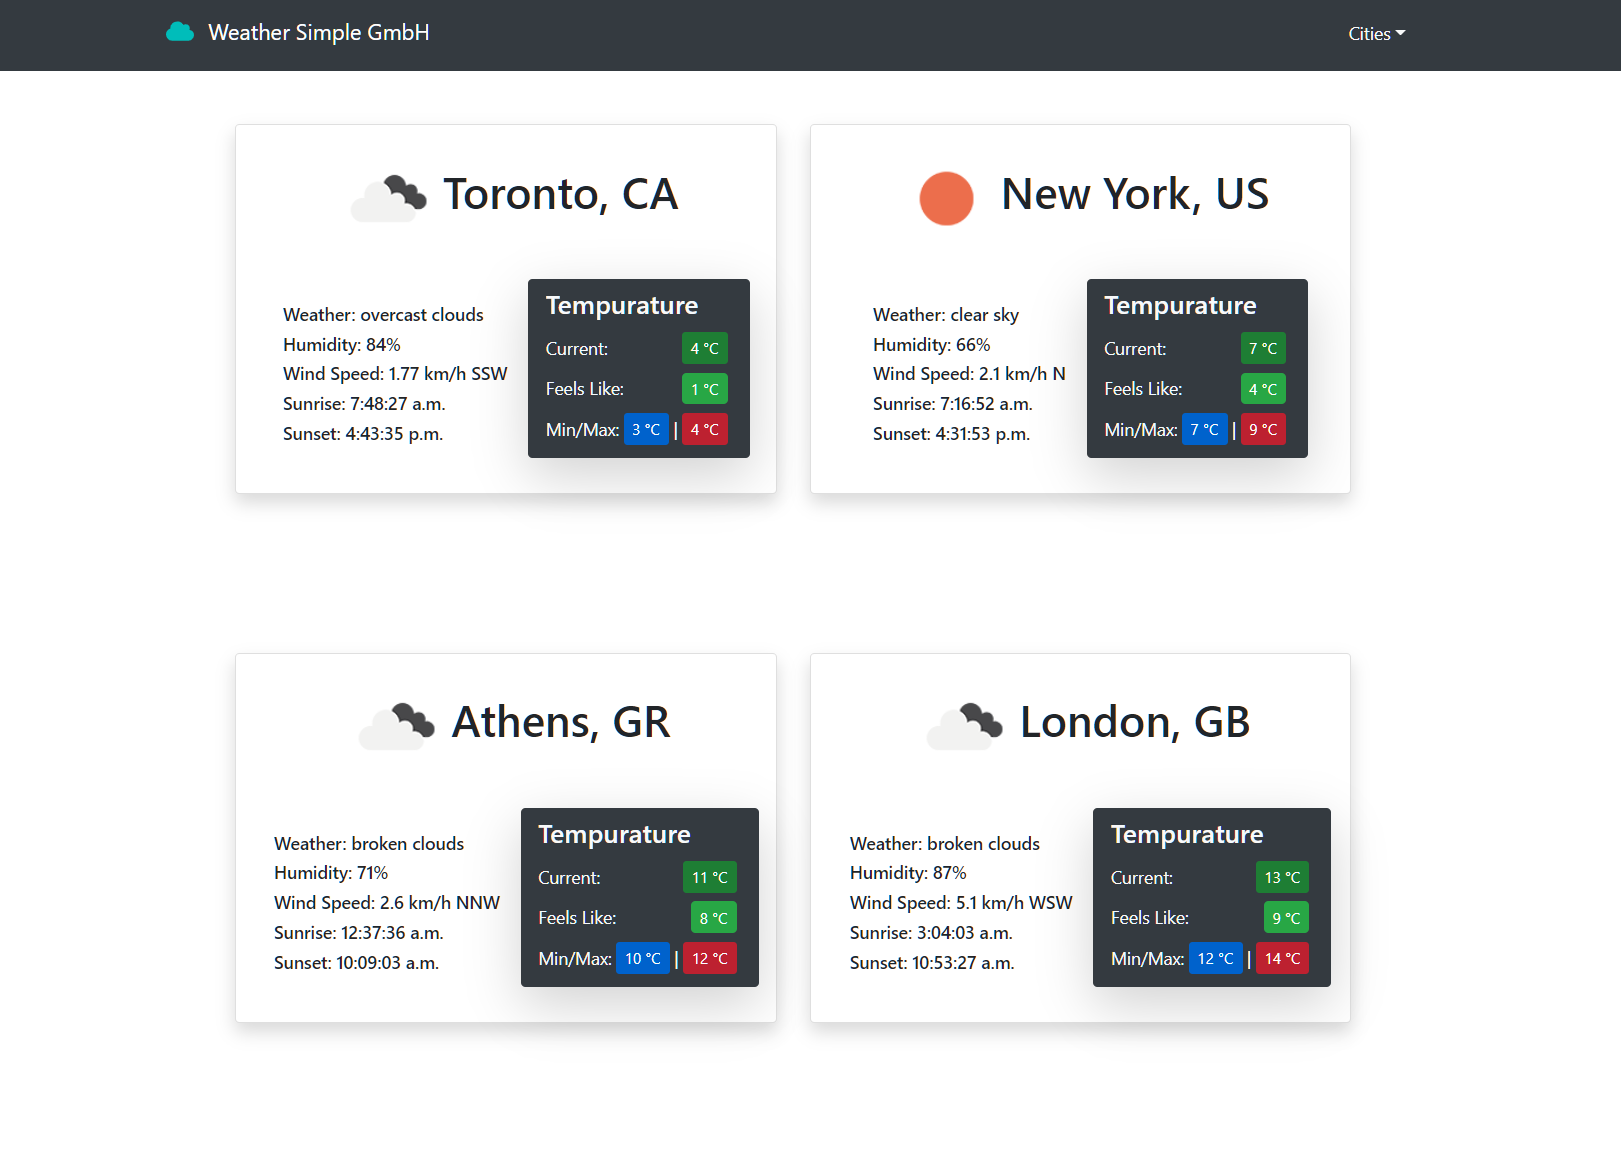 Weather Simple GmbH
Cities
Toronto, CA
Weather: overcast clouds
Humidity: 84%
Wind Speed: 1.77 km/h SSW
Sunrise: 7:48:27 a.m.
Sunset: 4:43:35 p.m.
Tempurature
Current: 4 °C
Feels Like: 1 °C
Min/Max: 3 °C | 4 °C
New York, US
Weather: clear sky
Humidity: 66%
Wind Speed: 2.1 km/h N
Sunrise: 7:16:52 a.m.
Sunset: 4:31:53 p.m.
Tempurature
Current: 7 °C
Feels Like: 4 °C
Min/Max: 7 °C | 9 °C
Athens, GR
Weather: broken clouds
Humidity: 71%
Wind Speed: 2.6 km/h NNW
Sunrise: 12:37:36 a.m.
Sunset: 10:09:03 a.m.
Tempurature
Current: 11 °C
Feels Like: 8 °C
Min/Max: 10 °C | 12 °C
London, GB
Weather: broken clouds
Humidity: 87%
Wind Speed: 5.1 km/h WSW
Sunrise: 3:04:03 a.m.
Sunset: 10:53:27 a.m.
Tempurature
Current: 13 °C
Feels Like: 9 °C
Min/Max: 12 °C | 14 °C